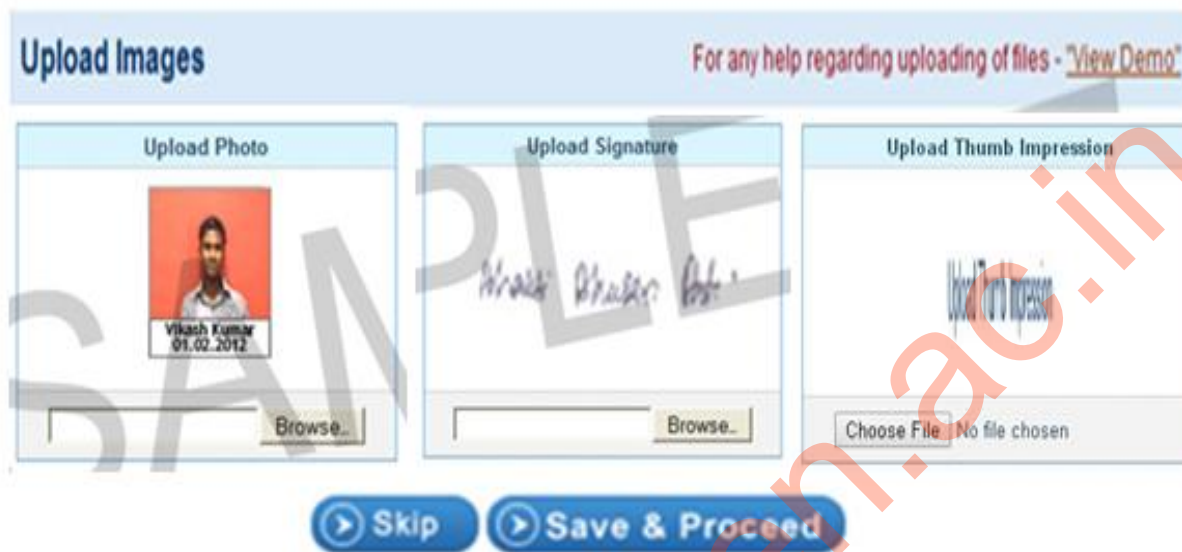 Upload Images
For any help regarding uploading of files - "View Demo"
Upload Photo
Upload Signature
Upload Thumb Impression
Vikash Kumar
01.02.2012
Upload Thumb Impression
Browse..
Browse..
Choose File No file chosen
Skip
Save & Proceed
SAMPLE
n.ac.in